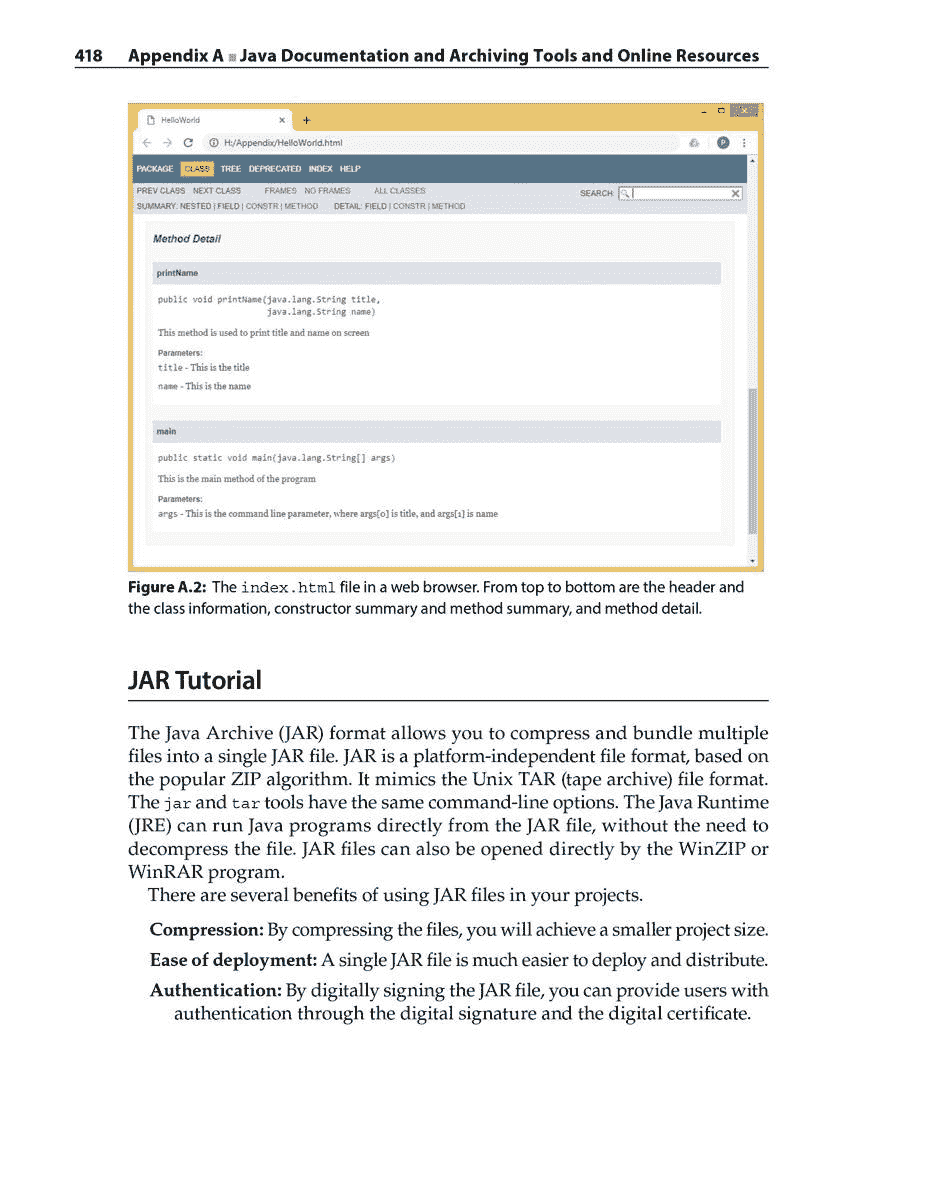 418 Appendix A ■ Java Documentation and Archiving Tools and Online Resources
HelloWorld × +
H:/Appendix/HelloWorld.html P
PACKAGE CLASS TREE DEPRECATED INDEX HELP
PREV CLASS NEXT CLASS FRAMES NO FRAMES ALL CLASSES SEARCH:
SUMMARY: NESTED | FIELD | CONSTR | METHOD DETAIL: FIELD | CONSTR | METHOD
Method Detail
printName
public void printName(java.lang.String title,
java.lang.String name)
This method is used to print title and name on screen
Parameters:
title - This is the title
name - This is the name
main
public static void main(java.lang.String[] args)
This is the main method of the program
Parameters:
args - This is the command line parameter, where args[0] is title, and args[1] is name
Figure A.2: The index.html file in a web browser. From top to bottom are the header and
the class information, constructor summary and method summary, and method detail.
JAR Tutorial
The Java Archive (JAR) format allows you to compress and bundle multiple
files into a single JAR file. JAR is a platform-independent file format, based on
the popular ZIP algorithm. It mimics the Unix TAR (tape archive) file format.
The jar and tar tools have the same command-line options. The Java Runtime
(JRE) can run Java programs directly from the JAR file, without the need to
decompress the file. JAR files can also be opened directly by the WinZIP or
WinRAR program.
There are several benefits of using JAR files in your projects.
Compression: By compressing the files, you will achieve a smaller project size.
Ease of deployment: A single JAR file is much easier to deploy and distribute.
Authentication: By digitally signing the JAR file, you can provide users with
authentication through the digital signature and the digital certificate.